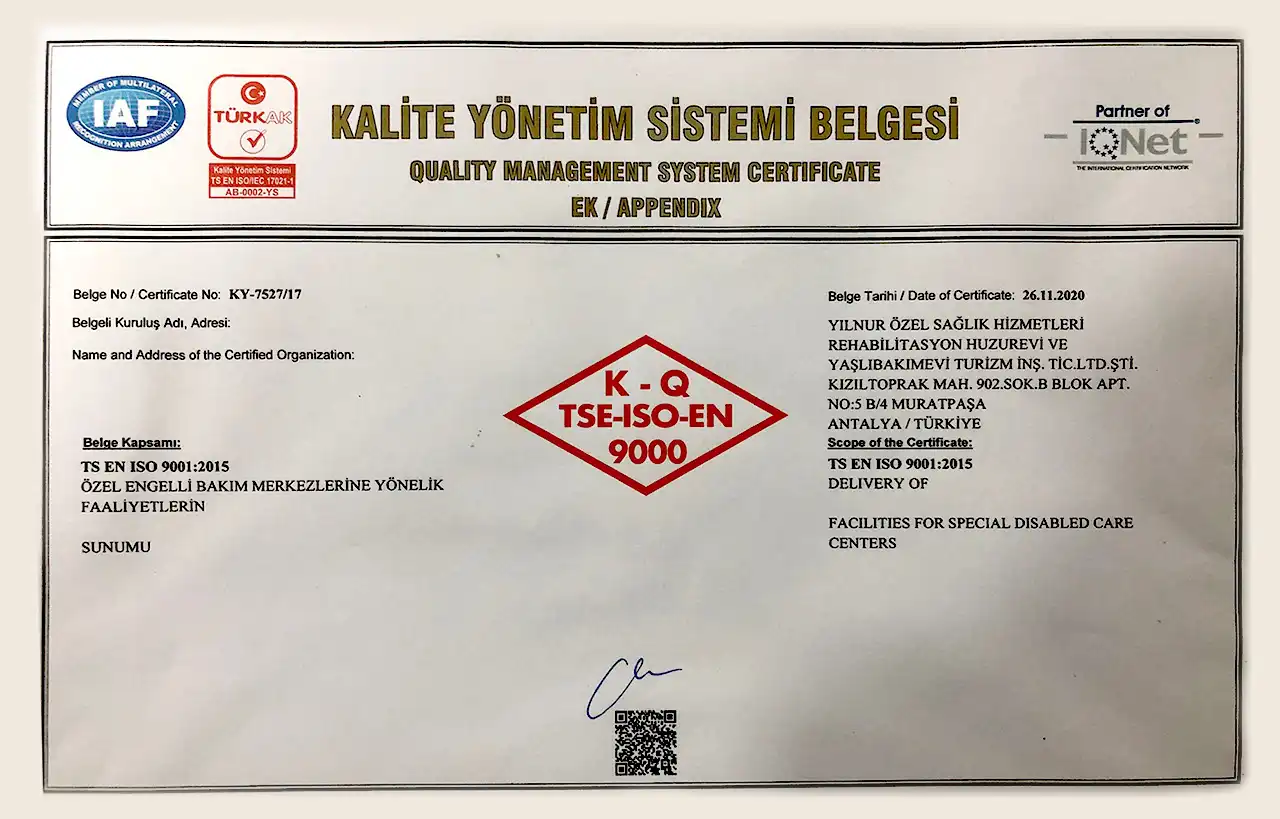 MEMBER OF MULTILATERAL
IAF
RECOGNITION ARRANGEMENT
TÜRKAK
Kalite Yönetim Sistemi
TS EN ISO/IEC 17021-1
AB-0002-YS
KALİTE YÖNETİM SİSTEMİ BELGESİ
QUALITY MANAGEMENT SYSTEM CERTIFICATE
EK / APPENDIX
Partner of
IQNet
THE INTERNATIONAL CERTIFICATION NETWORK
Belge No / Certificate No: KY-7527/17
Belgeli Kuruluş Adı, Adresi:
Name and Address of the Certified Organization:
Belge Kapsamı:
TS EN ISO 9001:2015
ÖZEL ENGELLİ BAKIM MERKEZLERİNE YÖNELİK
FAALİYETLERİN
SUNUMU
K - Q
TSE-ISO-EN
9000
Belge Tarihi / Date of Certificate: 26.11.2020
YILNUR ÖZEL SAĞLIK HİZMETLERİ
REHABİLİTASYON HUZUREVİ VE
YAŞLIBAKIMEVİ TURİZM İNŞ. TİC.LTD.ŞTİ.
KIZILTOPRAK MAH. 902.SOK.B BLOK APT.
NO:5 B/4 MURATPAŞA
ANTALYA / TÜRKİYE
Scope of the Certificate:
TS EN ISO 9001:2015
DELIVERY OF
FACILITIES FOR SPECIAL DISABLED CARE
CENTERS